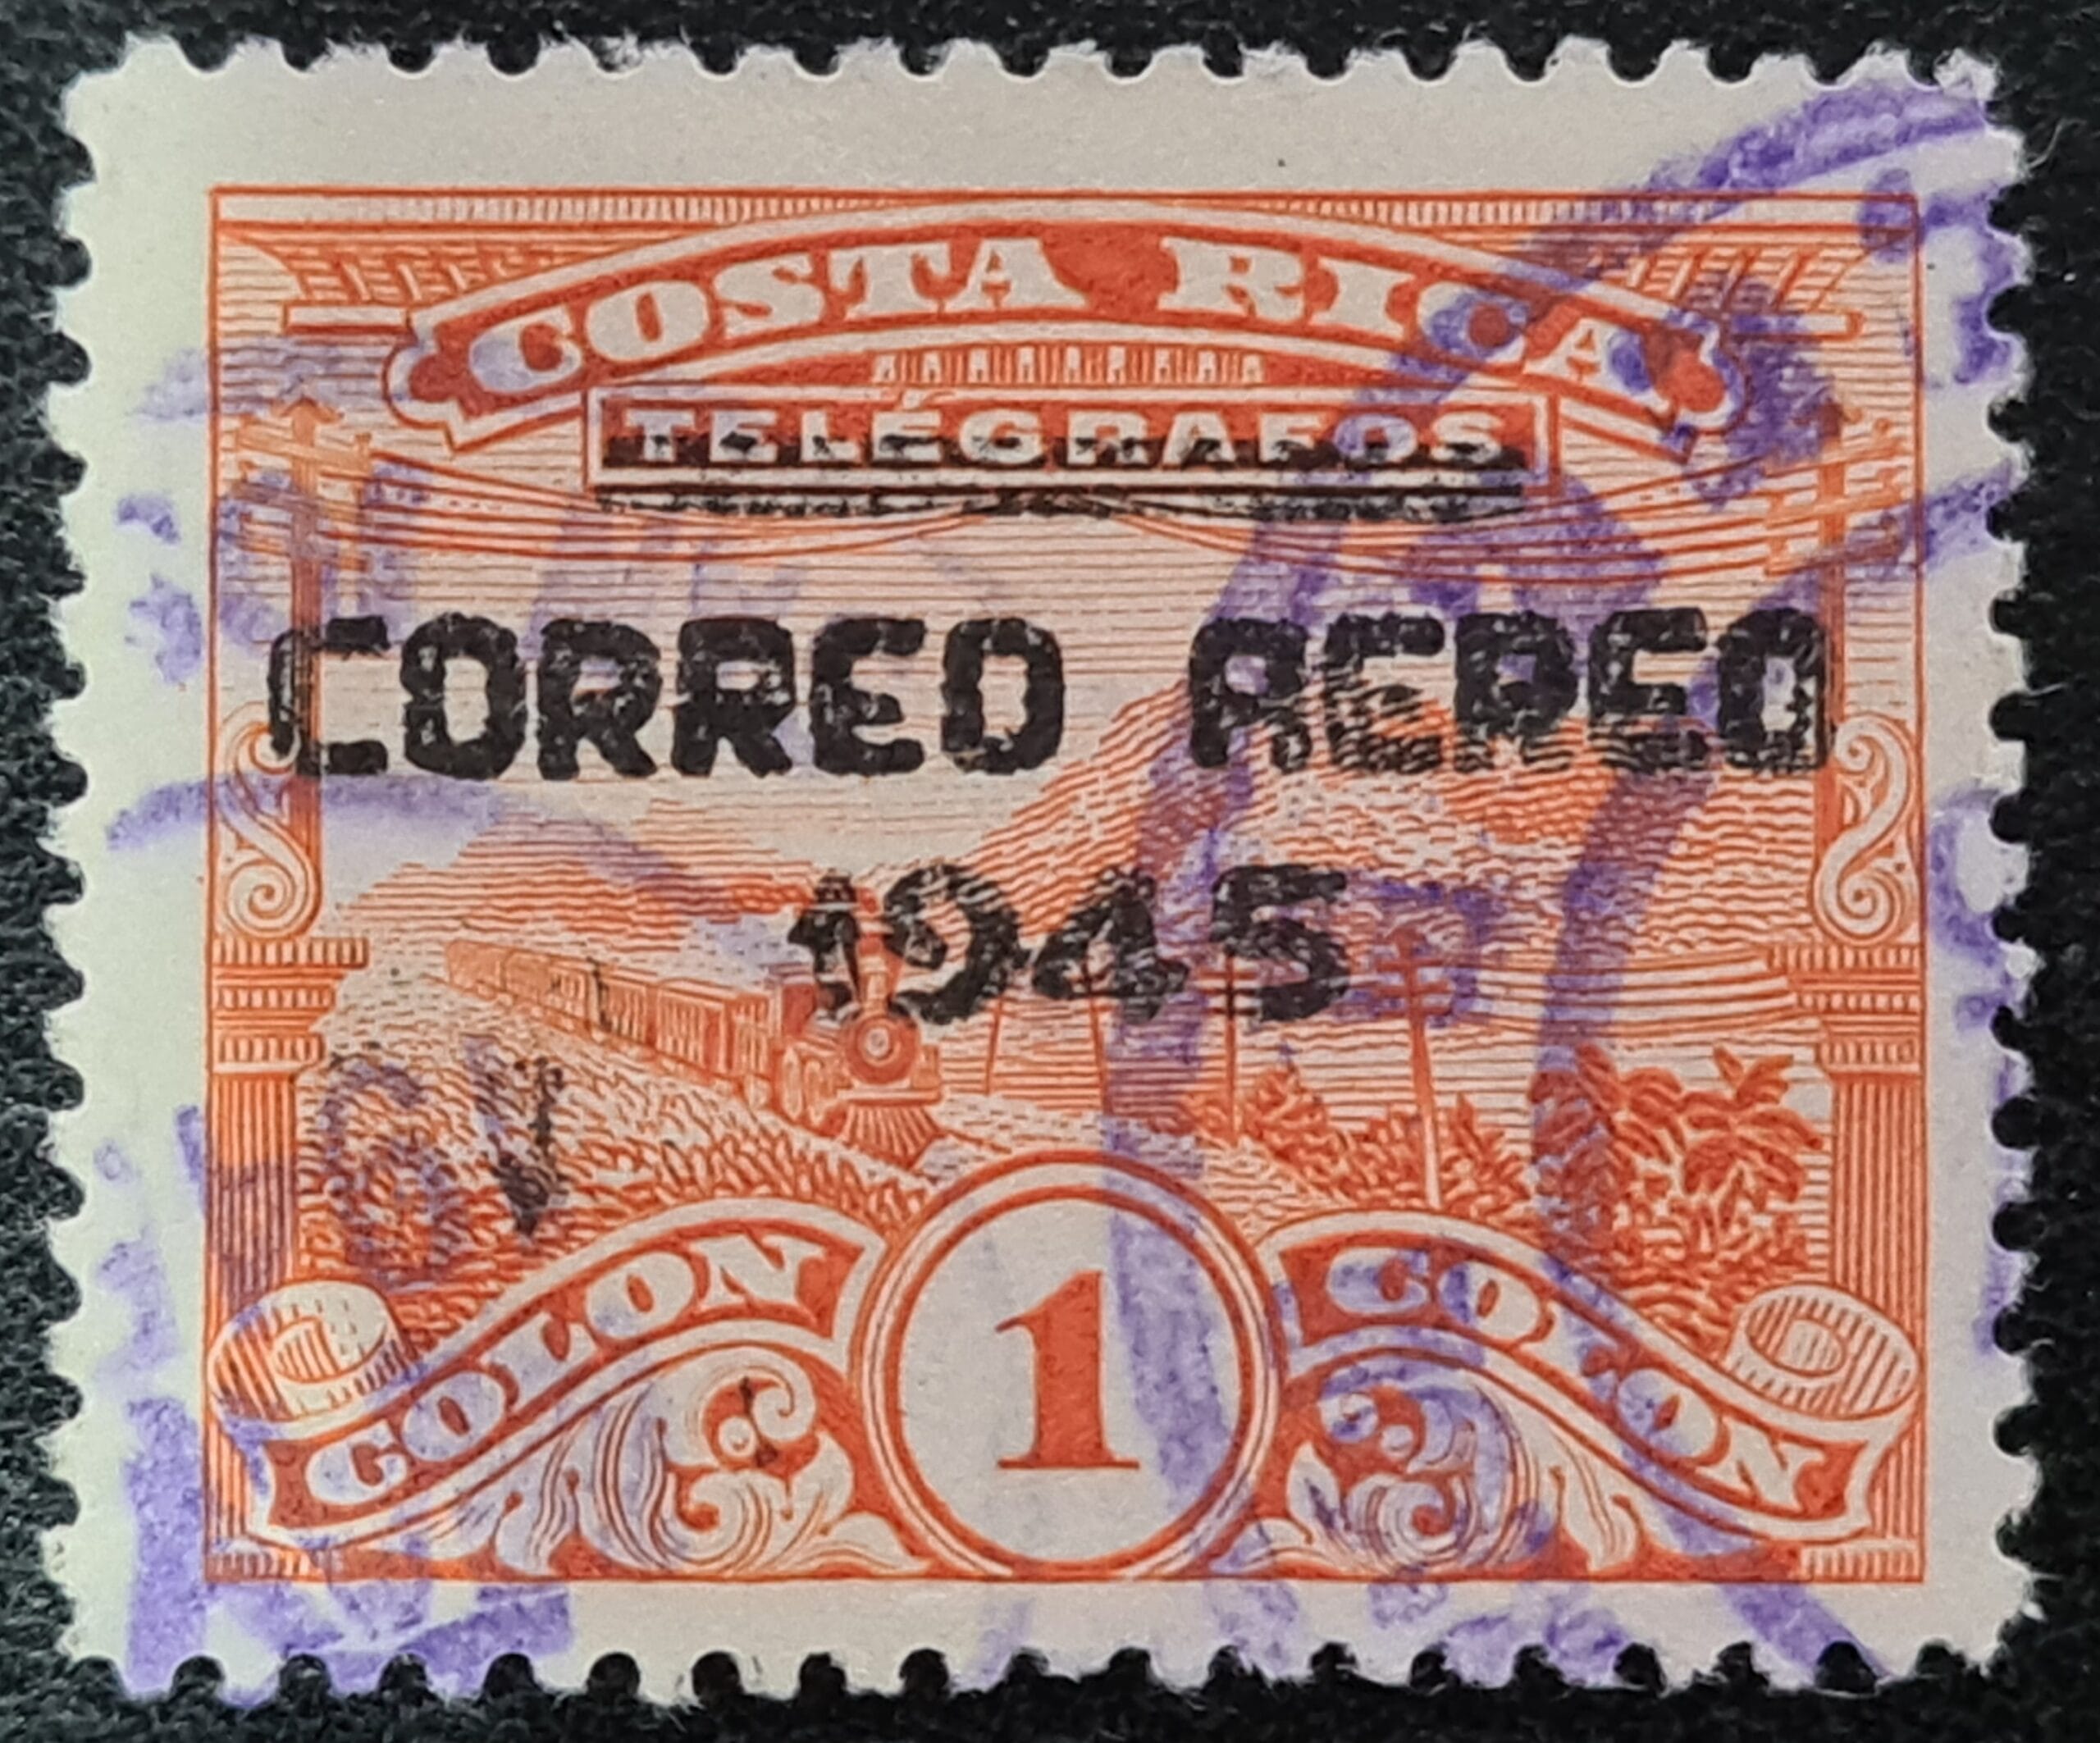 COSTA RICA
TELÉGRAFOS
CORREO AEREO
1945
COLON 1 COLON